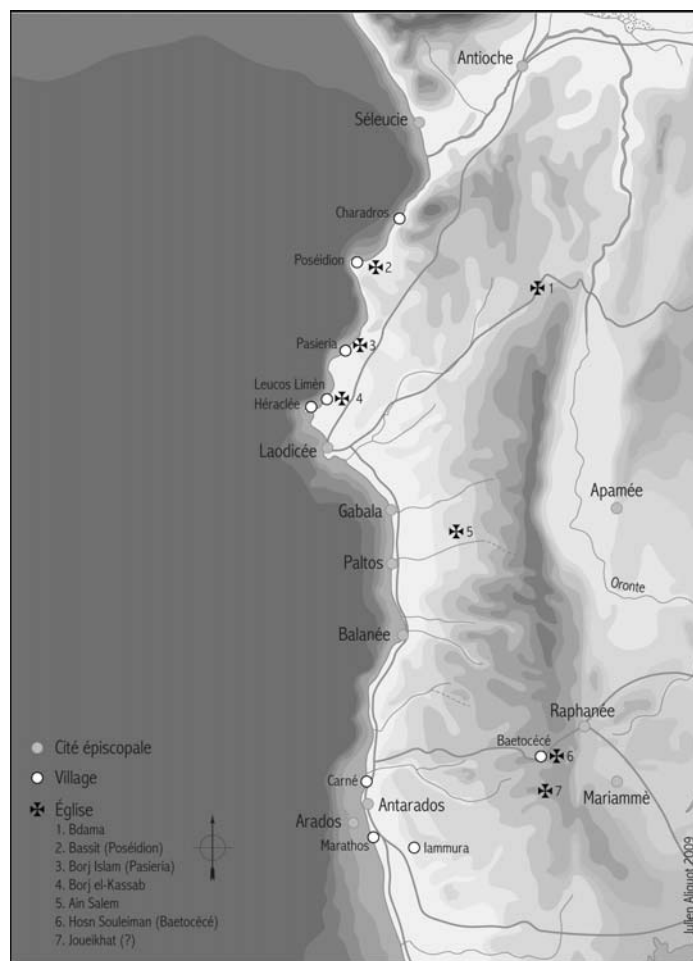 Antioche
Séleucie
Charadros
Poséidion
2
1
Pasieria
3
Leucos Limèn
4
Héraclée
Laodicée
Apamée
Gabala
5
Paltos
Oronte
Balanée
Raphanée
Cité épiscopale
Baetocécé
6
Village
Carné
7
Mariammè
Église
Antarados
1. Bdama
Arados
2. Bassit (Poséidion)
Marathos
Iammura
3. Borj Islam (Pasieria)
4. Borj el-Kassab
5. Ain Salem
6. Hosn Souleiman (Baetocécé)
7. Joueikhat (?)
Julien Aliquot 2009